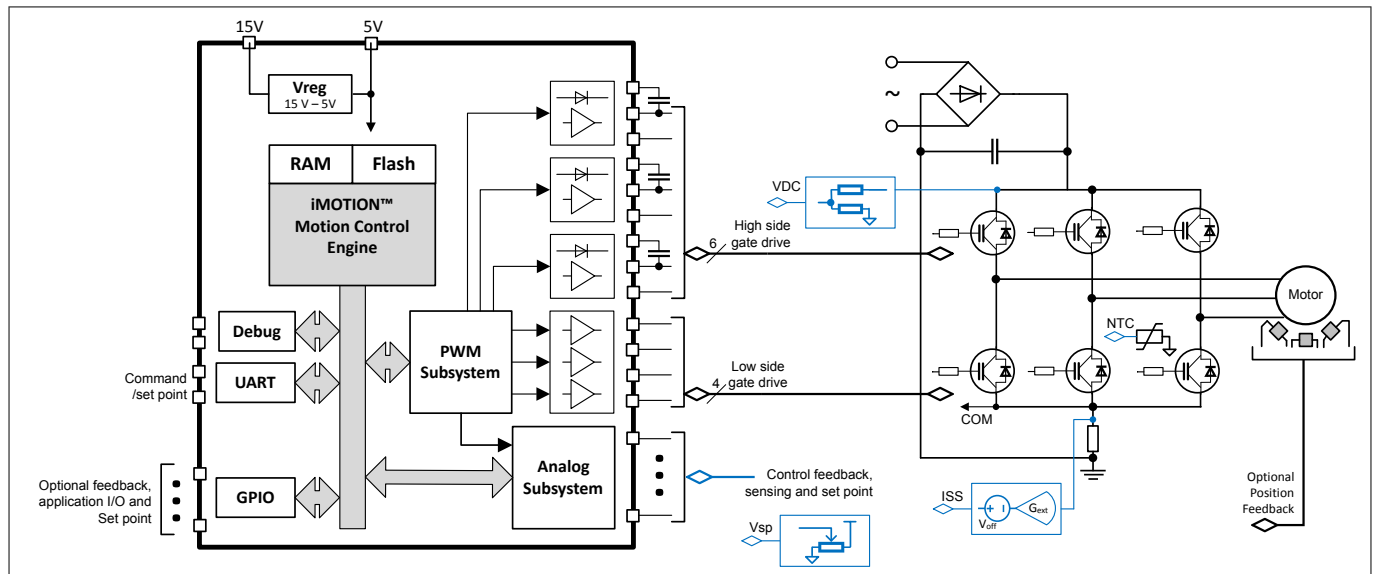 15V
5V
Vreg
15 V – 5V
RAM
Flash
iMOTION™
Motion Control
Engine
Debug
UART
GPIO
Command
/set point
Optional feedback,
application I/O and
Set point
PWM
Subsystem
Analog
Subsystem
~
VDC
High side
gate drive
6
Low side
gate drive
4
Control feedback,
sensing and set point
Vsp
COM
ISS
+
Voff
Gext
NTC
Motor
Optional
Position
Feedback